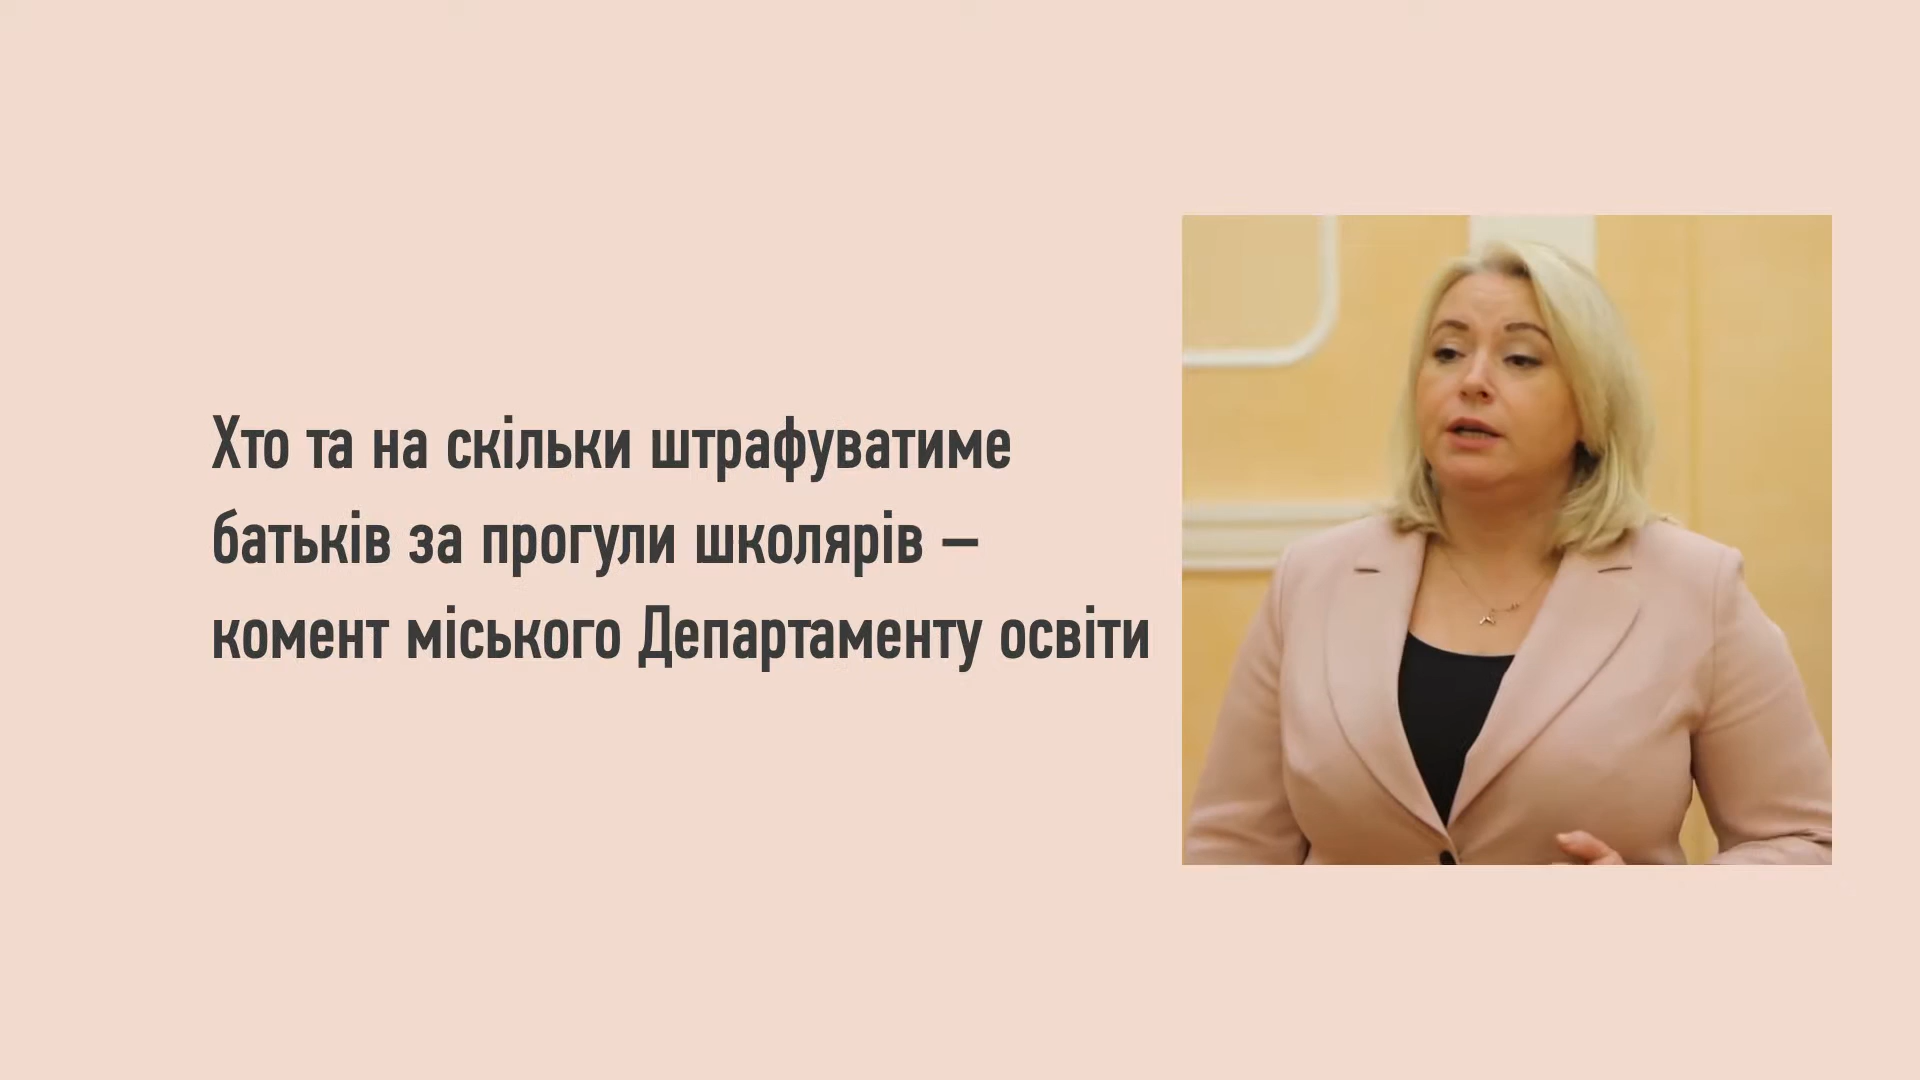 Хто та на скільки штрафуватиме
батьків за прогули школярів –
комент міського Департаменту освіти